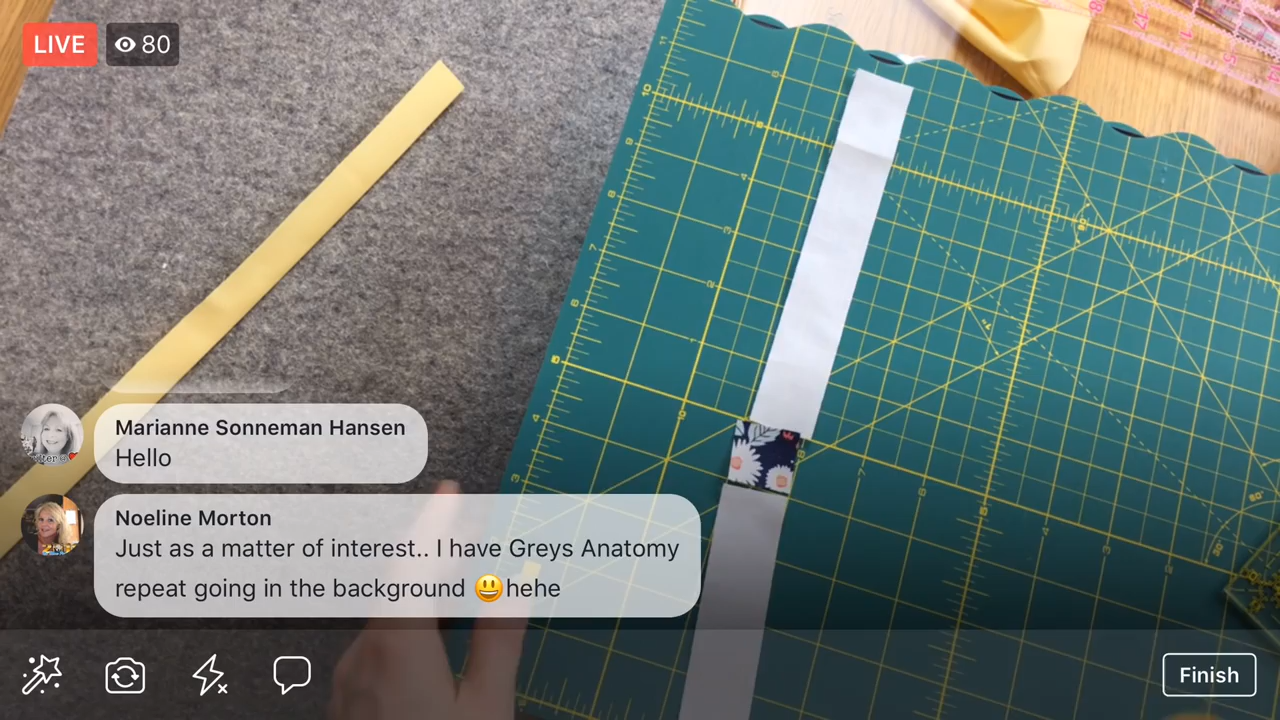 LIVE
80
Marianne Sonneman Hansen
Hello
Noeline Morton
Just as a matter of interest.. I have Greys Anatomy
repeat going in the background 😃hehe
Finish